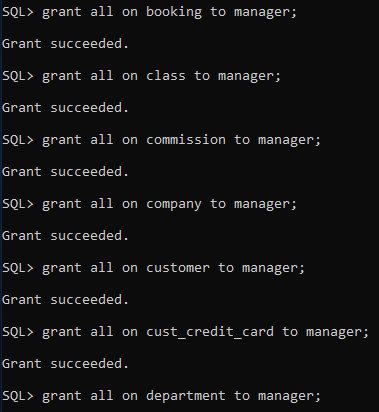 SQL> grant all on booking to manager;
Grant succeeded.
SQL> grant all on class to manager;
Grant succeeded.
SQL> grant all on commission to manager;
Grant succeeded.
SQL> grant all on company to manager;
Grant succeeded.
SQL> grant all on customer to manager;
Grant succeeded.
SQL> grant all on cust_credit_card to manager;
Grant succeeded.
SQL> grant all on department to manager;